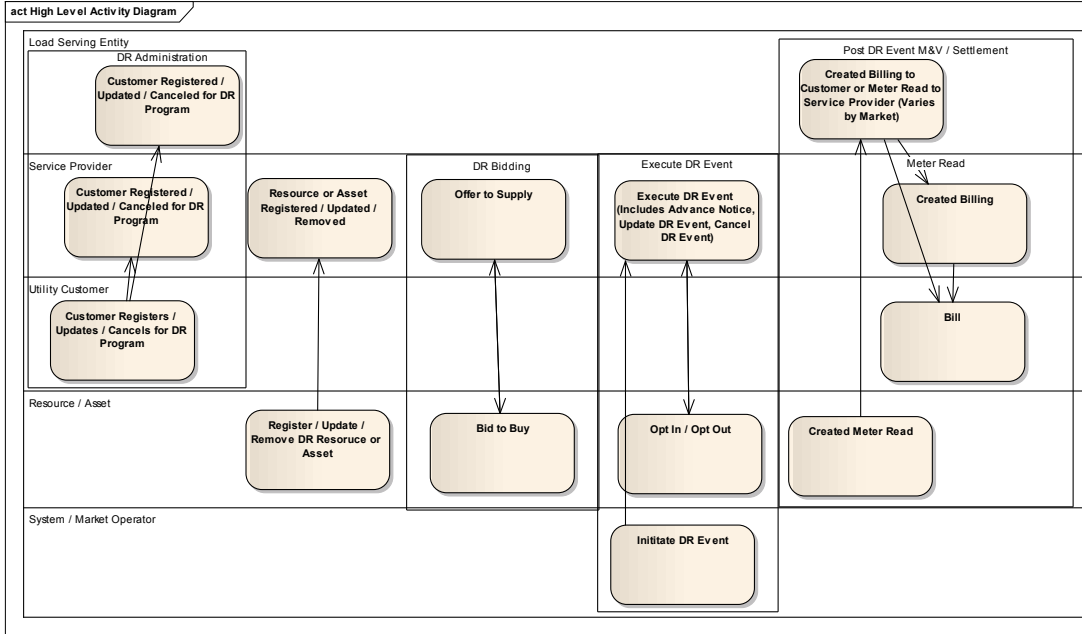 act High Level Activity Diagram
Load Serving Entity
DR Administration
Customer Registered /
Updated / Canceled for DR
Program
Post DR Event M&V / Settlement
Created Billing to
Customer or Meter Read to
Service Provider (Varies
by Market)
Service Provider
Customer Registered /
Updated / Canceled for DR
Program
Resource or Asset
Registered / Updated /
Removed
DR Bidding
Offer to Supply
Execute DR Event
Execute DR Event
(Includes Advance Notice,
Update DR Event, Cancel
DR Event)
Meter Read
Created Billing
Utility Customer
Customer Registers /
Updates / Cancels for DR
Program
Bill
Resource / Asset
Register / Update /
Remove DR Resoruce or
Asset
Bid to Buy
Opt In / Opt Out
Created Meter Read
System / Market Operator
Inititate DR Event